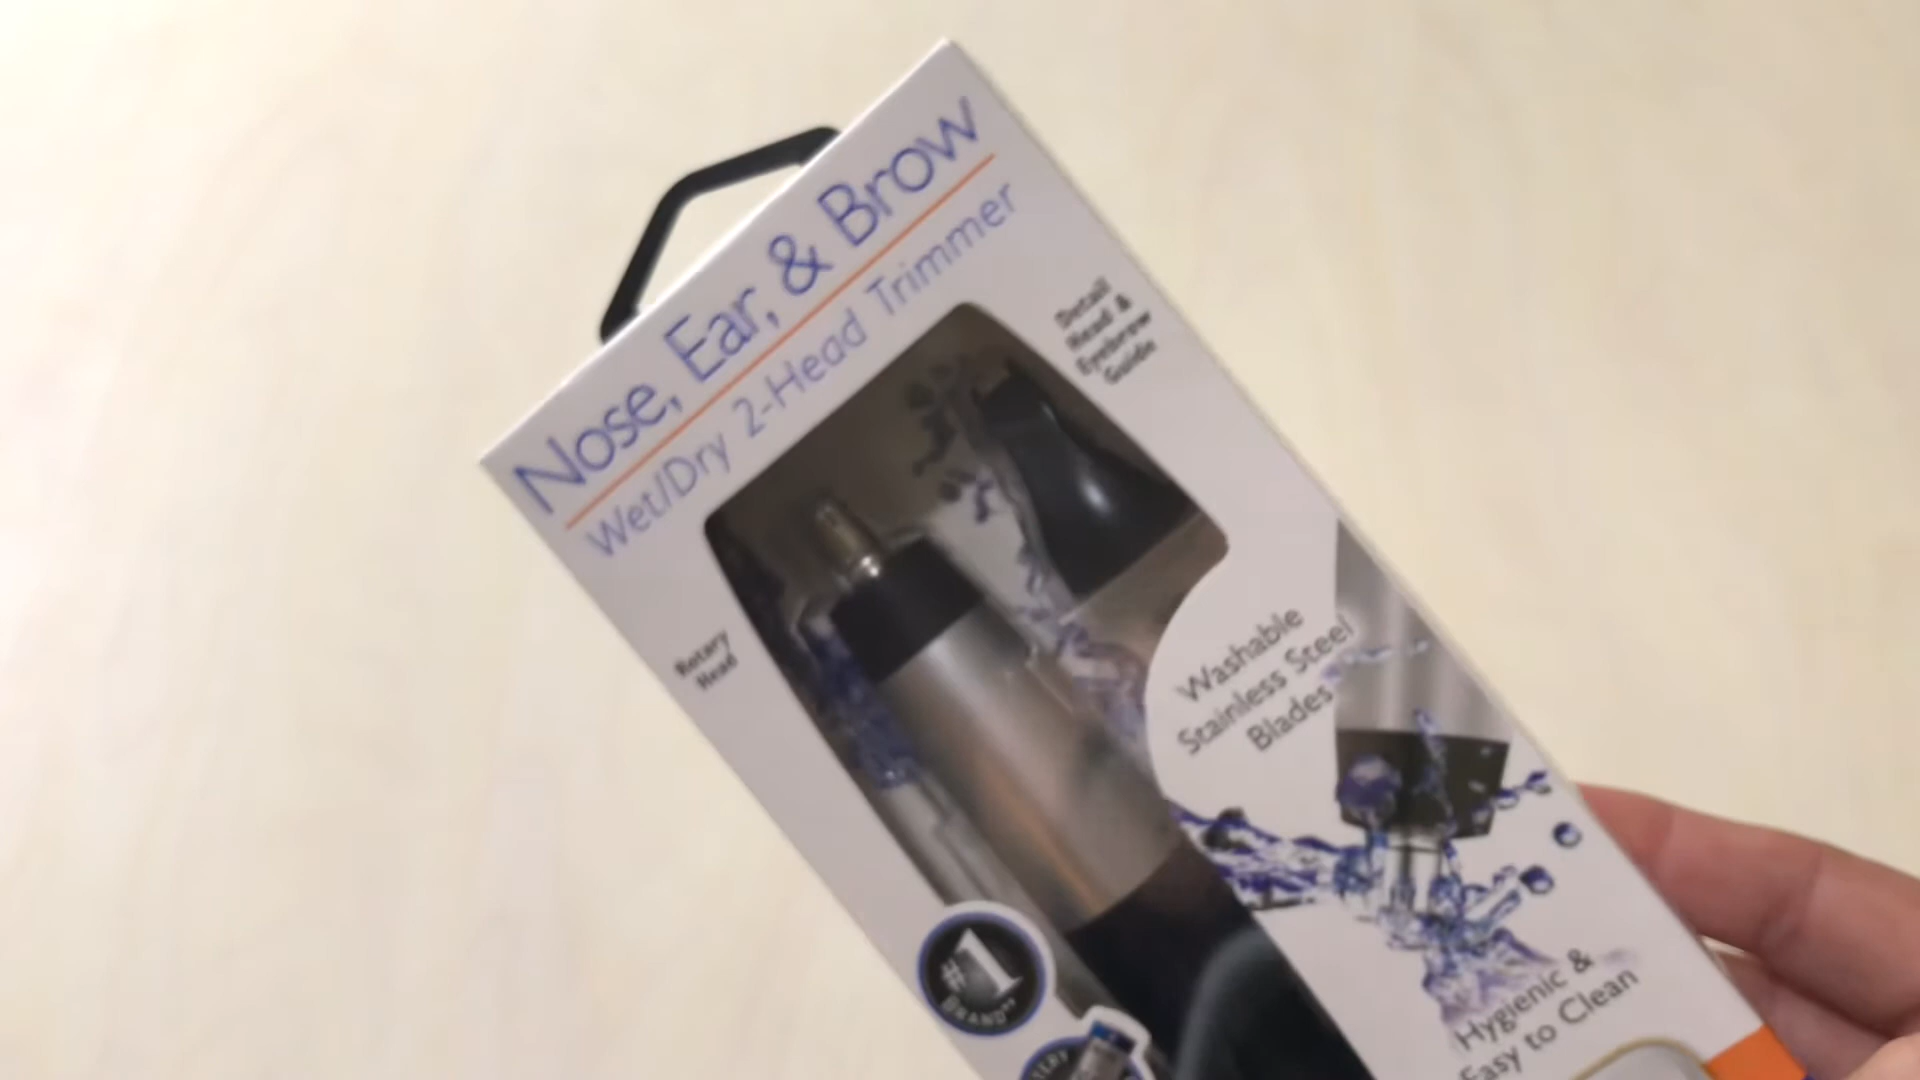 Nose, Ear, & Brow
Wet/Dry 2-Head Trimmer
Detail
Head &
Eyebrow
Guide
Rotary
Head
Washable
Stainless Steel
Blades
#1
BRAND**
Hygienic &
Easy to Clean